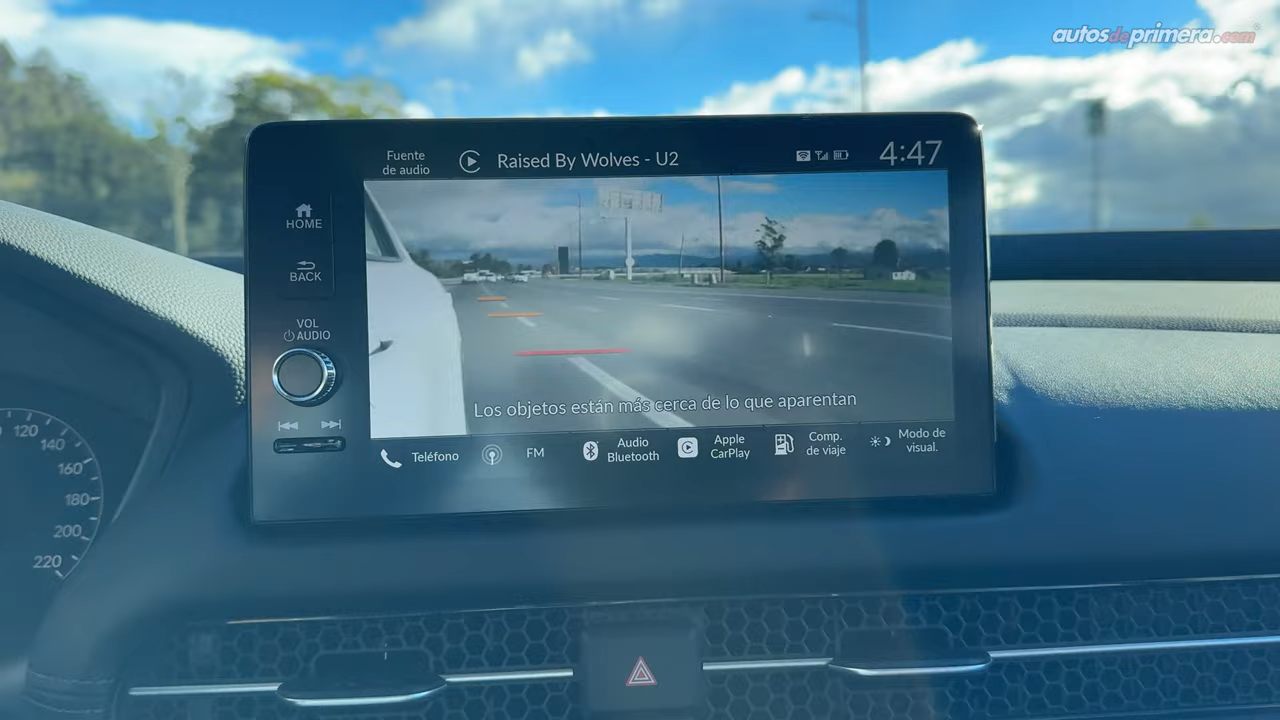 autosdeprimera.com
Fuente
de audio
Raised By Wolves - U2
4:47
HOME
BACK
VOL
AUDIO
Los objetos están más cerca de lo que aparentan
Teléfono
FM
Audio
Bluetooth
Apple
CarPlay
Comp.
de viaje
Modo de
visual.
120
140
160
180
200
220